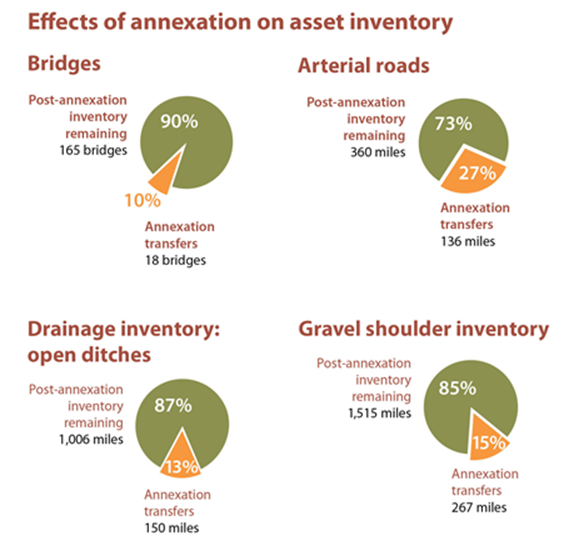 Effects of annexation on asset inventory
Bridges
Post-annexation
inventory
remaining
165 bridges
90%
10%
Annexation
transfers
18 bridges
Arterial roads
Post-annexation
inventory
remaining
360 miles
73%
27%
Annexation
transfers
136 miles
Drainage inventory:
open ditches
Post-annexation
inventory
remaining
1,006 miles
87%
13%
Annexation
transfers
150 miles
Gravel shoulder inventory
Post-annexation
inventory
remaining
1,515 miles
85%
15%
Annexation
transfers
267 miles